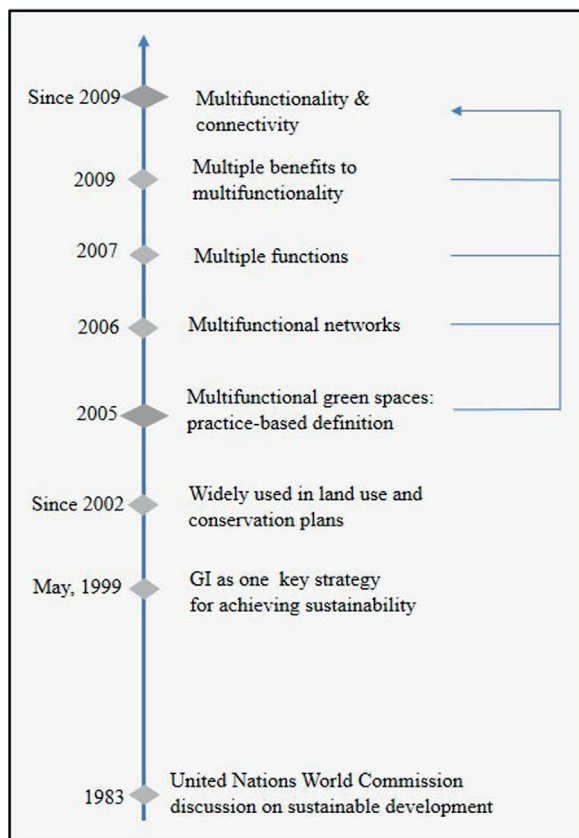 Since 2009
Multifunctionality &
connectivity
2009
Multiple benefits to
multifunctionality
2007
Multiple functions
2006
Multifunctional networks
2005
Multifunctional green spaces:
practice-based definition
Since 2002
Widely used in land use and
conservation plans
May, 1999
GI as one key strategy
for achieving sustainability
1983
United Nations World Commission
discussion on sustainable development